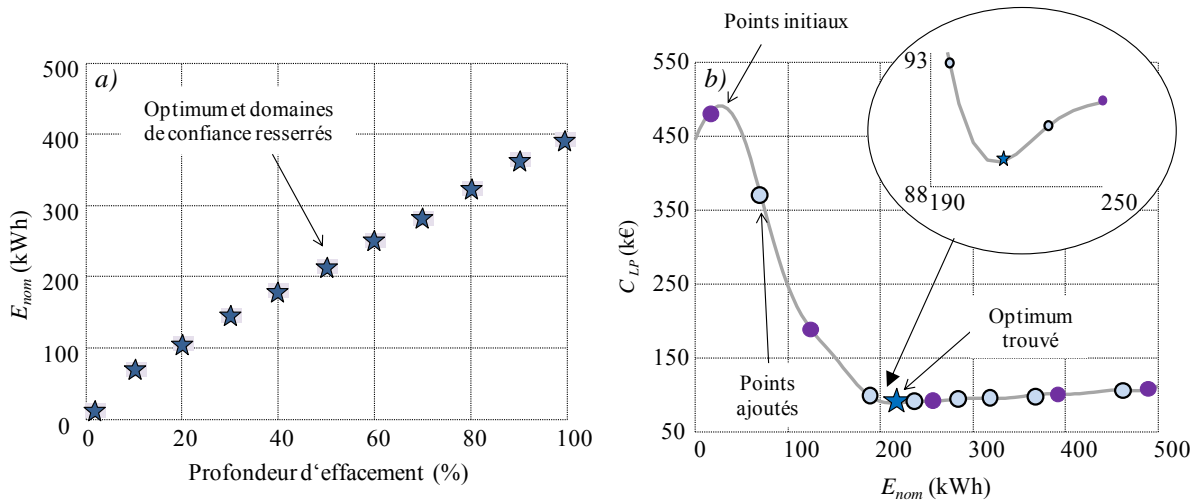 a)
500
400
300
200
100
0
0
20
40
60
80
100
E_nom (kWh)
Profondeur d‘effacement (%)
Optimum et domaines
de confiance resserrés
b)
Points initiaux
550
450
350
250
150
50
0
100
200
300
400
500
C_LP (k€)
E_nom (kWh)
Points
ajoutés
Optimum
trouvé
93
88
190
250